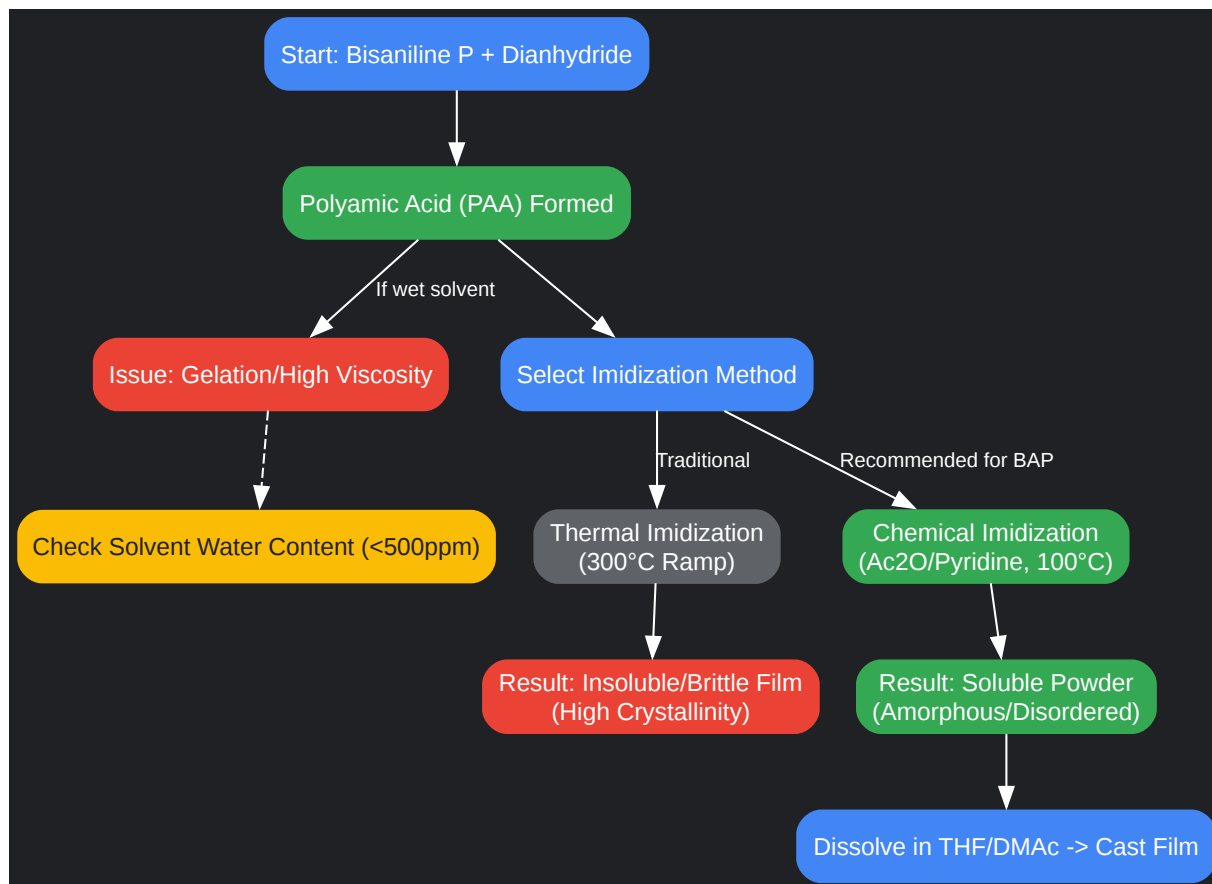 Start: Bisaniline P + Dianhydride
Polyamic Acid (PAA) Formed
If wet solvent
Issue: Gelation/High Viscosity
Select Imidization Method
Traditional
Recommended for BAP
Check Solvent Water Content (<500ppm)
Thermal Imidization
(300°C Ramp)
Chemical Imidization
(Ac2O/Pyridine, 100°C)
Result: Insoluble/Brittle Film
(High Crystallinity)
Result: Soluble Powder
(Amorphous/Disordered)
Dissolve in THF/DMAc -> Cast Film